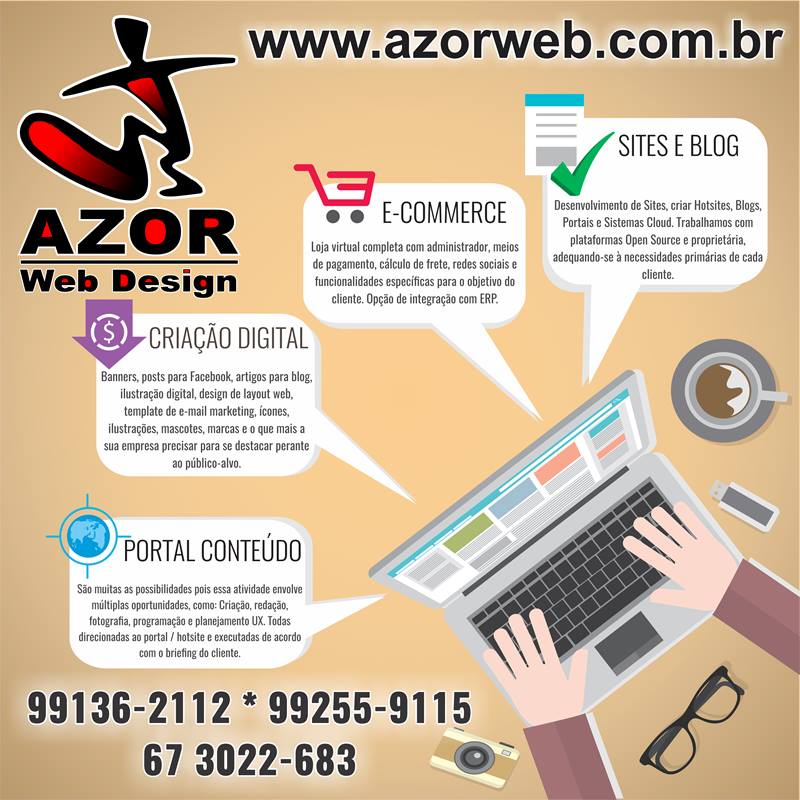 www.azorweb.com.br
AZOR
Web Design
SITES E BLOG
Desenvolvimento de Sites, criar Hotsites, Blogs,
Portais e Sistemas Cloud. Trabalhamos com
plataformas Open Source e proprietária,
adequando-se à necessidades primárias de cada
cliente.
E-COMMERCE
Loja virtual completa com administrador, meios
de pagamento, cálculo de frete, redes sociais e
funcionalidades específicas para o objetivo do
cliente. Opção de integração com ERP.
CRIAÇÃO DIGITAL
Banners, posts para Facebook, artigos para blog,
ilustração digital, design de layout web,
template de e-mail marketing, ícones,
ilustrações, mascotes, marcas e o que mais a
sua empresa precisar para se destacar perante
ao público-alvo.
PORTAL CONTEÚDO
São muitas as possibilidades pois essa atividade envolve
múltiplas oportunidades, como: Criação, redação,
fotografia, programação e planejamento UX. Todas
direcionadas ao portal / hotsite e executadas de acordo
com o briefing do cliente.
99136-2112 * 99255-9115
67 3022-683